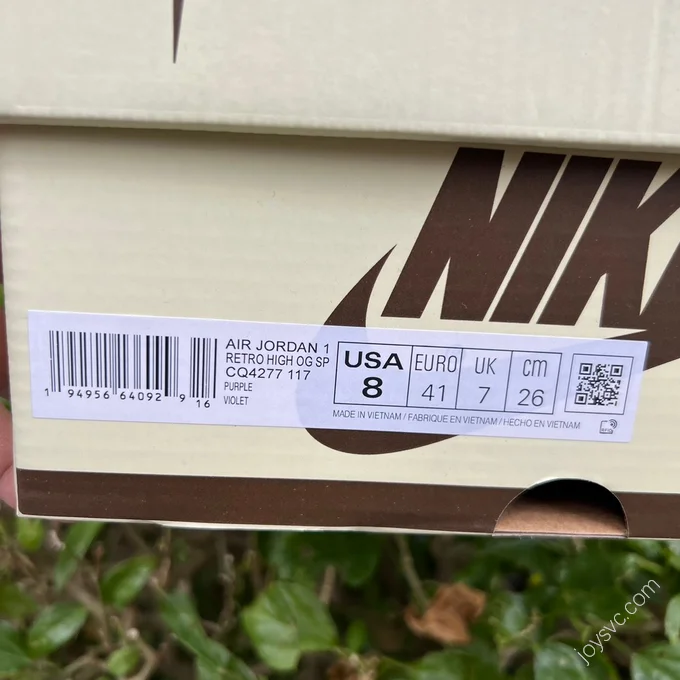 NIK
AIR JORDAN 1
RETRO HIGH OG SP
CQ4277 117
PURPLE
VIOLET
1 94956 64092 9 16
USA
8
EURO
41
UK
7
cm
26
MADE IN VIETNAM / FABRIQUE EN VIETNAM / HECHO EN VIETNAM
joysvc.com